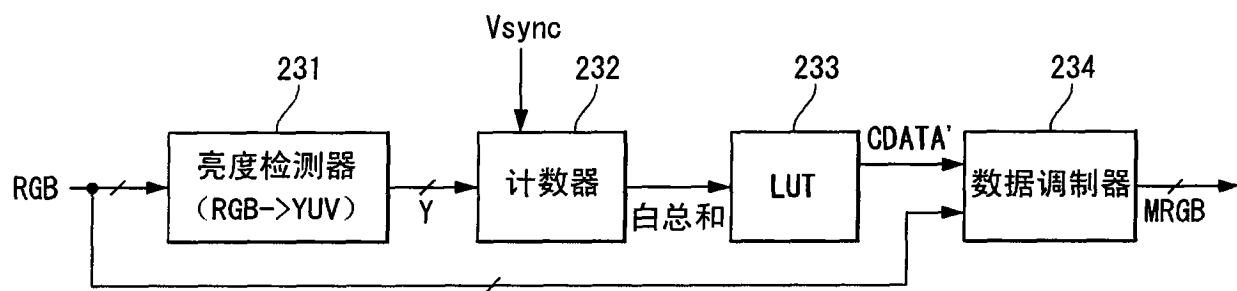 Vsync
231
232
233
234
RGB
亮度检测器
(RGB->YUV)
Y
计数器
白总和
LUT
CDATA'
数据调制器
MRGB